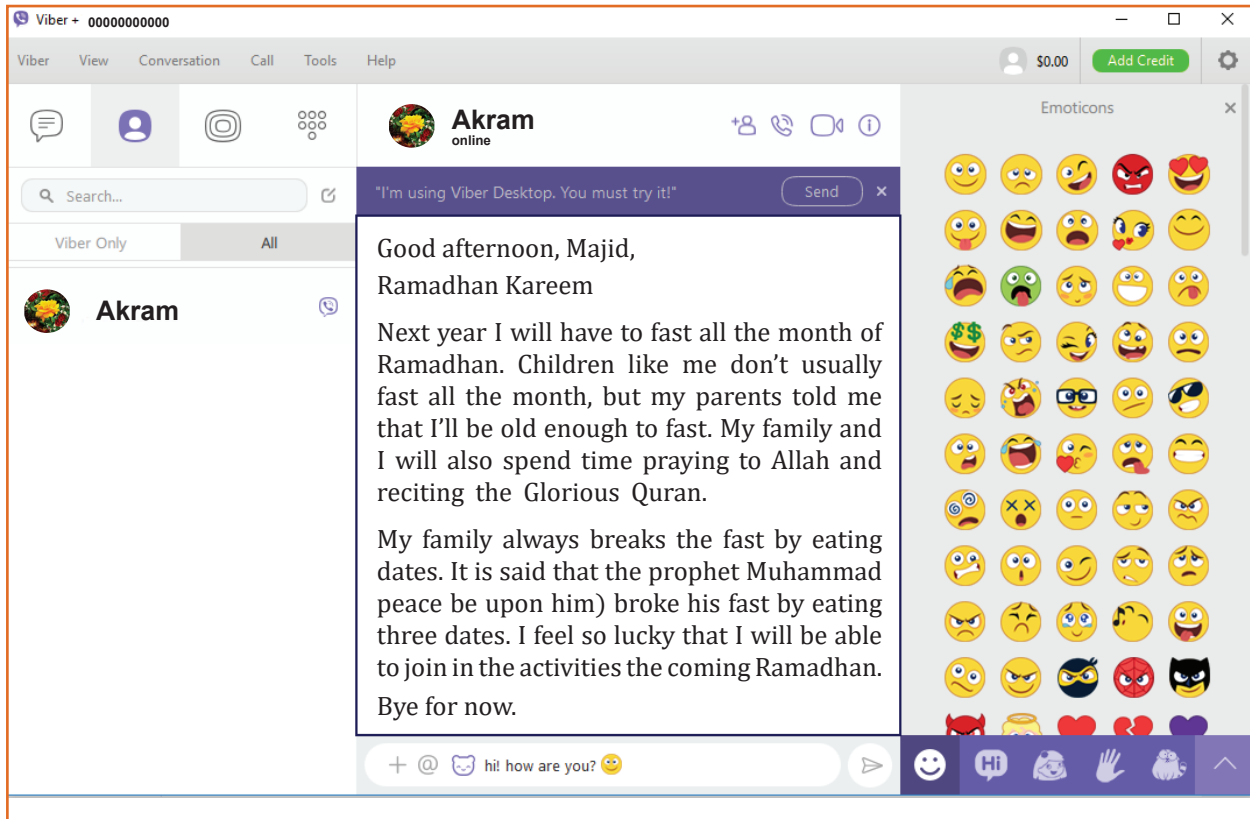 Viber + 00000000000
Viber View Conversation Call Tools Help
$0.00 Add Credit
Akram
online
Emoticons
Search...
"I'm using Viber Desktop. You must try it!" Send
Viber Only All
Akram
Good afternoon, Majid,
Ramadhan Kareem
Next year I will have to fast all the month of
Ramadhan. Children like me don’t usually
fast all the month, but my parents told me
that I’ll be old enough to fast. My family and
I will also spend time praying to Allah and
reciting the Glorious Quran.
My family always breaks the fast by eating
dates. It is said that the prophet Muhammad
peace be upon him) broke his fast by eating
three dates. I feel so lucky that I will be able
to join in the activities the coming Ramadhan.
Bye for now.
hi! how are you?
Hi